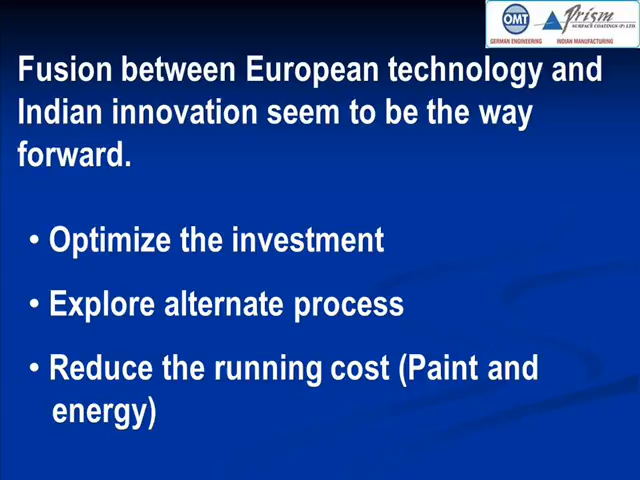 OMT
Prism
SURFACE COATINGS (P) LTD.
GERMAN ENGINEERING
INDIAN MANUFACTURING
Fusion between European technology and
Indian innovation seem to be the way
forward.
• Optimize the investment
• Explore alternate process
• Reduce the running cost (Paint and
energy)